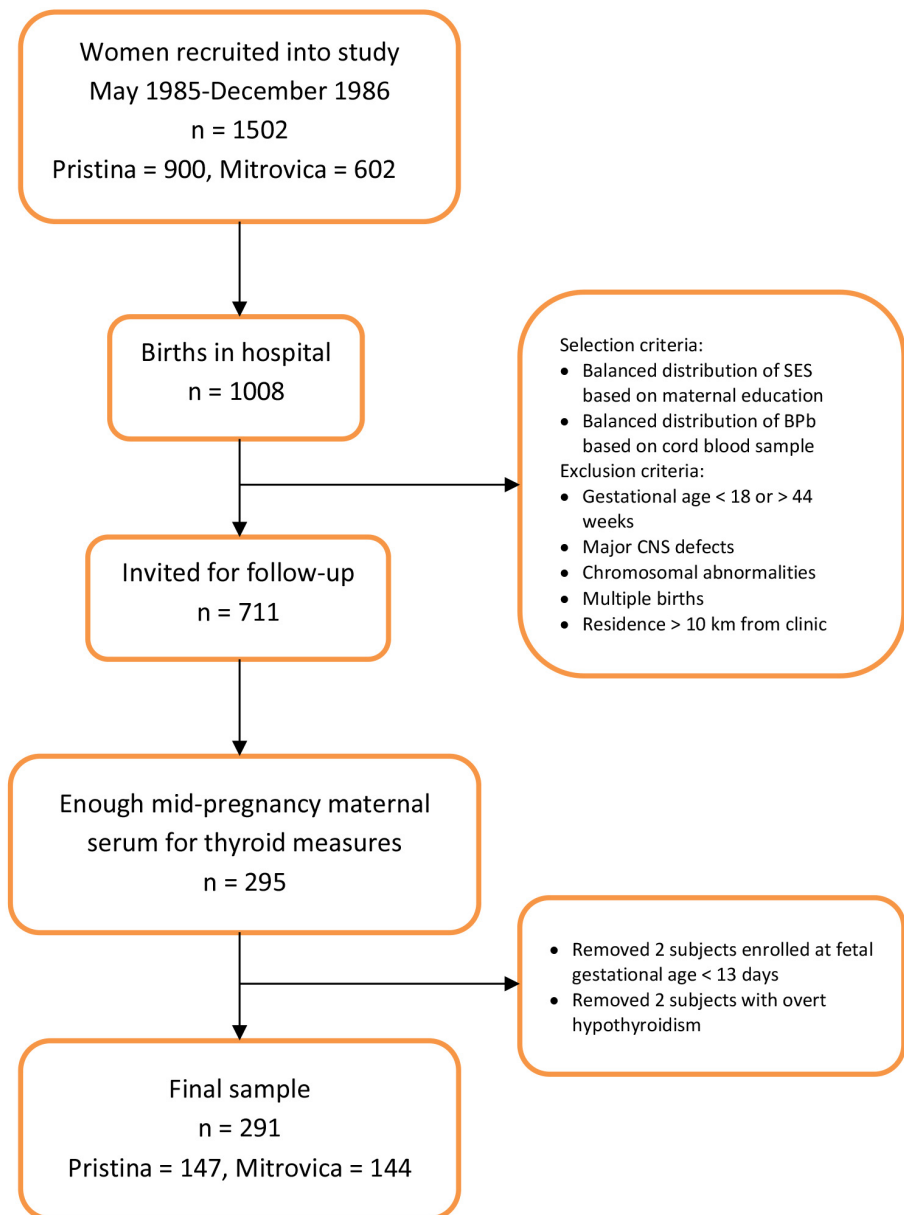 Women recruited into study
May 1985-December 1986
n = 1502
Pristina = 900, Mitrovica = 602
Births in hospital
n = 1008
Selection criteria:
• Balanced distribution of SES
based on maternal education
• Balanced distribution of BPb
based on cord blood sample
Exclusion criteria:
• Gestational age < 18 or > 44
weeks
• Major CNS defects
• Chromosomal abnormalities
• Multiple births
• Residence > 10 km from clinic
Invited for follow-up
n = 711
Enough mid-pregnancy maternal
serum for thyroid measures
n = 295
• Removed 2 subjects enrolled at fetal
gestational age < 13 days
• Removed 2 subjects with overt
hypothyroidism
Final sample
n = 291
Pristina = 147, Mitrovica = 144